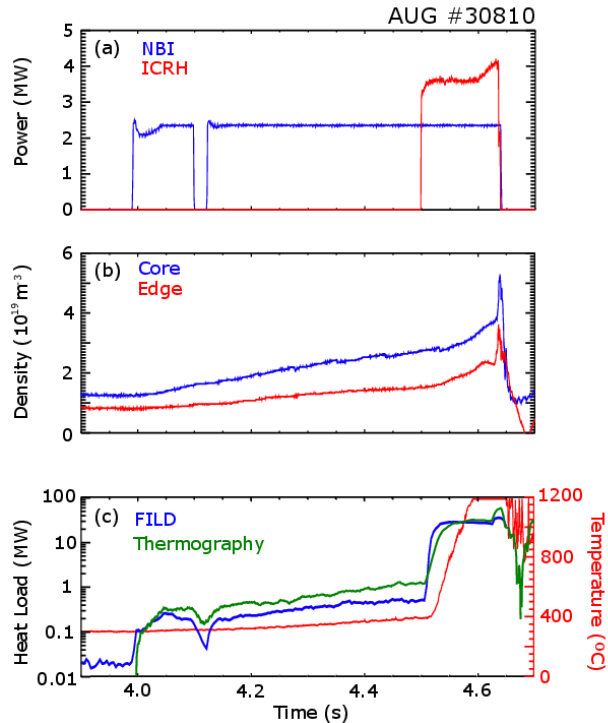 AUG #30810
(a) NBI
ICRH
Power (MW)
5
4
3
2
1
0
(b) Core
Edge
Density (10¹⁹ m⁻³)
6
4
2
0
(c) FILD
Thermography
Heat Load (MW)
100
10
1
0.1
0.01
1200
800
400
0
Temperature (⁰C)
4.0 4.2 4.4 4.6
Time (s)